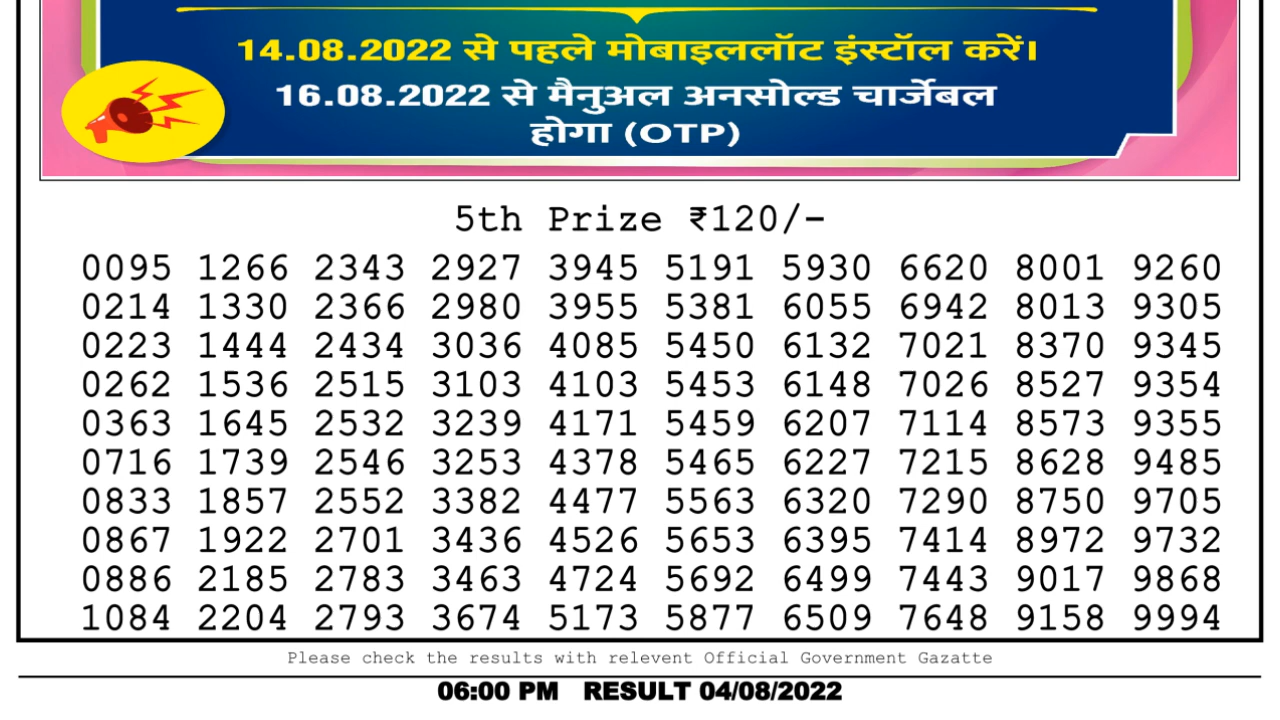 14.08.2022 से पहले मोबाइललॉट इंस्टॉल करें।
16.08.2022 से मैनुअल अनसोल्ड चार्जेबल
होगा (OTP)
5th Prize ₹120/-
0095 1266 2343 2927 3945 5191 5930 6620 8001 9260
0214 1330 2366 2980 3955 5381 6055 6942 8013 9305
0223 1444 2434 3036 4085 5450 6132 7021 8370 9345
0262 1536 2515 3103 4103 5453 6148 7026 8527 9354
0363 1645 2532 3239 4171 5459 6207 7114 8573 9355
0716 1739 2546 3253 4378 5465 6227 7215 8628 9485
0833 1857 2552 3382 4477 5563 6320 7290 8750 9705
0867 1922 2701 3436 4526 5653 6395 7414 8972 9732
0886 2185 2783 3463 4724 5692 6499 7443 9017 9868
1084 2204 2793 3674 5173 5877 6509 7648 9158 9994
Please check the results with relevent Official Government Gazatte
06:00 PM RESULT 04/08/2022